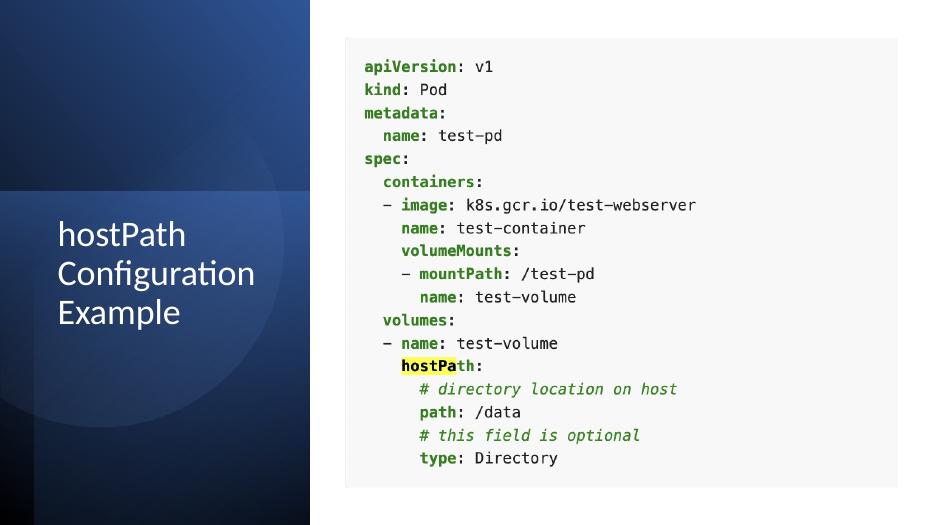 hostPath
Configuration
Example
apiVersion: v1
kind: Pod
metadata:
  name: test-pd
spec:
  containers:
  - image: k8s.gcr.io/test-webserver
    name: test-container
    volumeMounts:
    - mountPath: /test-pd
      name: test-volume
  volumes:
  - name: test-volume
    hostPath:
      # directory location on host
      path: /data
      # this field is optional
      type: Directory